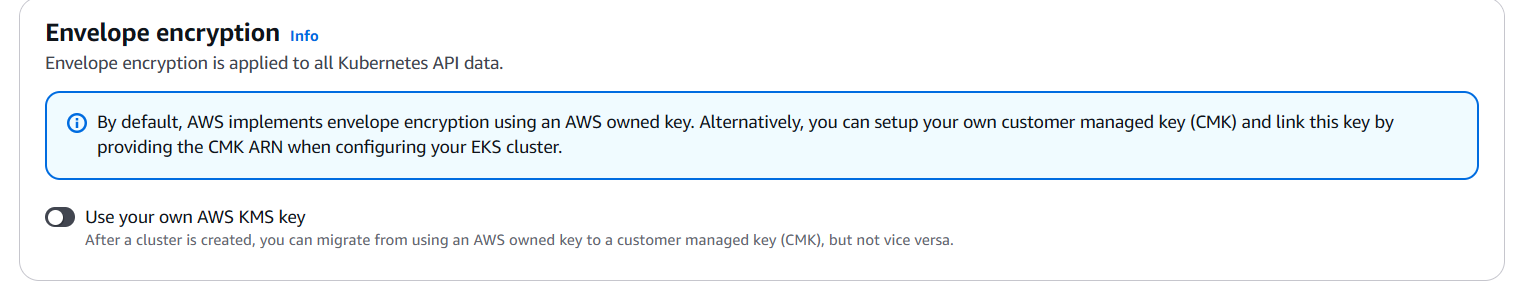 Envelope encryption Info
Envelope encryption is applied to all Kubernetes API data.
By default, AWS implements envelope encryption using an AWS owned key. Alternatively, you can setup your own customer managed key (CMK) and link this key by
providing the CMK ARN when configuring your EKS cluster.
Use your own AWS KMS key
After a cluster is created, you can migrate from using an AWS owned key to a customer managed key (CMK), but not vice versa.